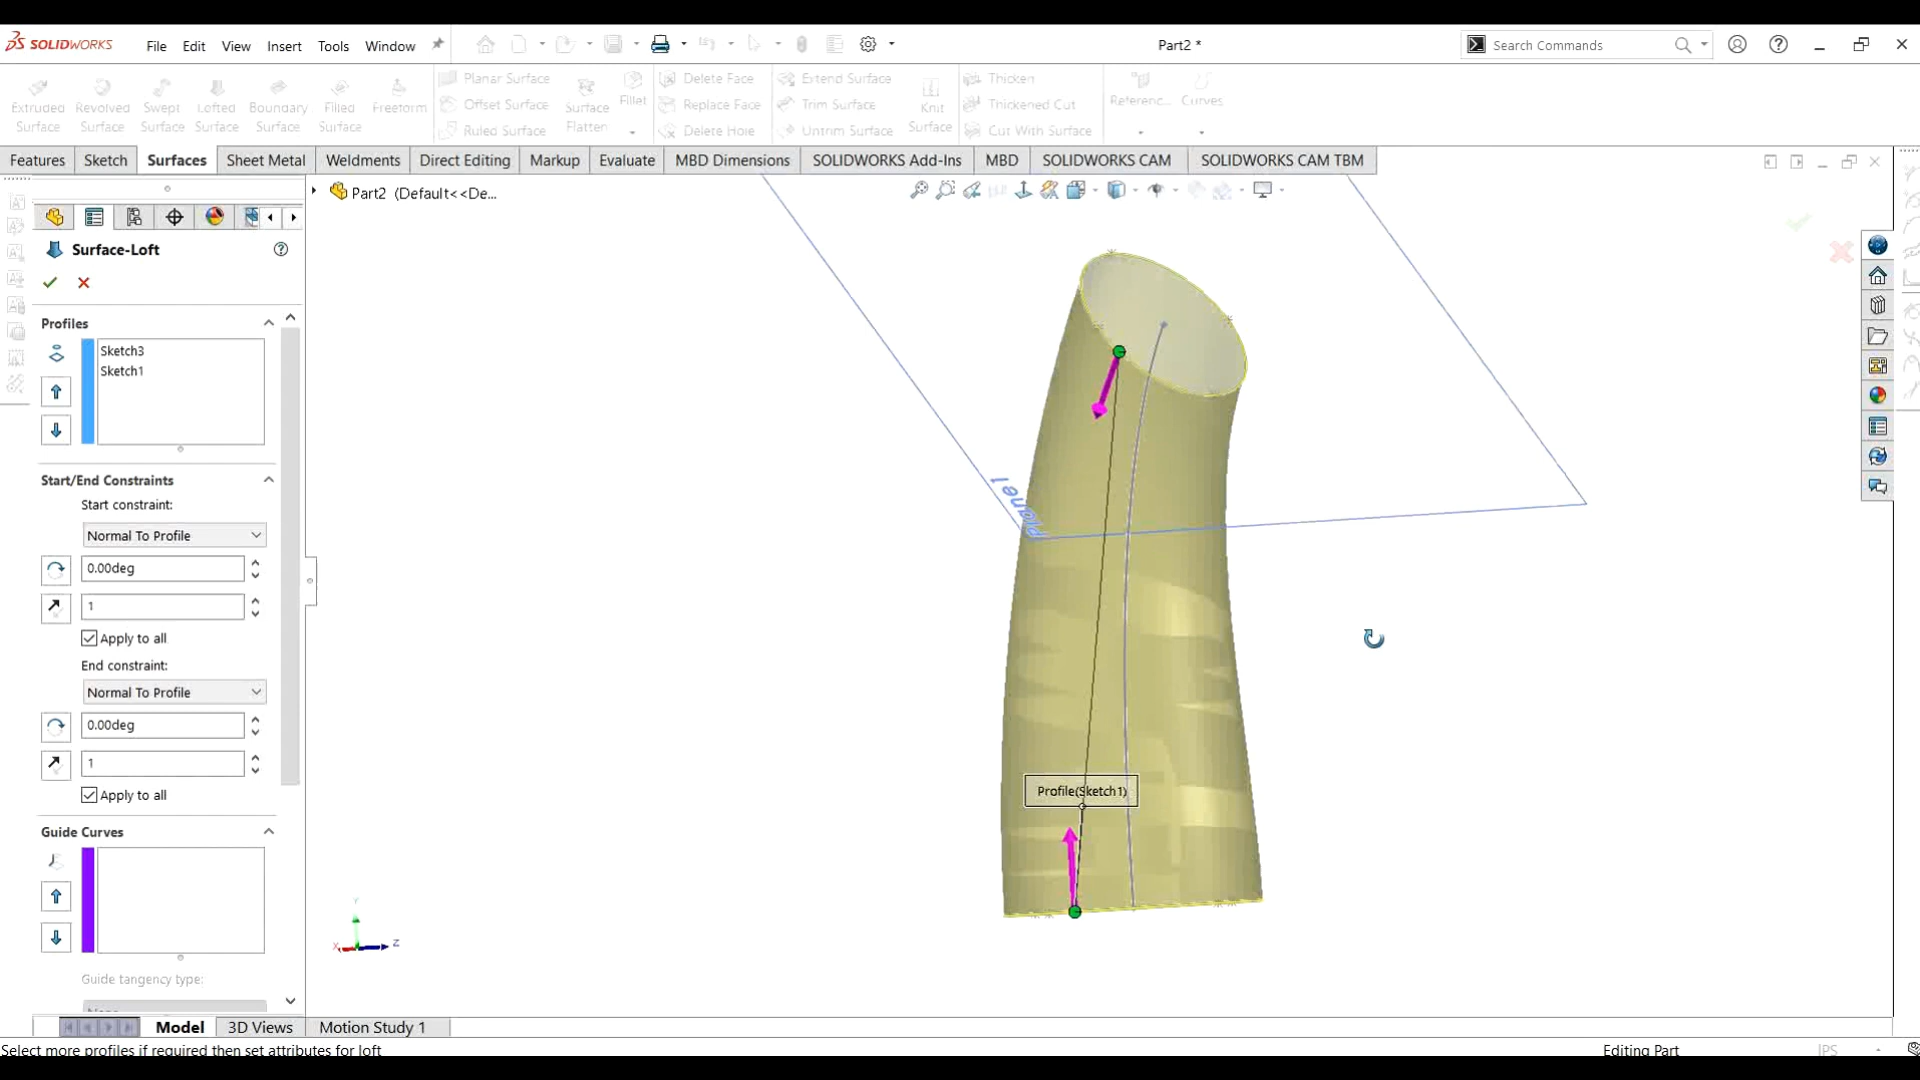 SOLIDWORKS File Edit View Insert Tools Window Part2 * Search Commands
Extruded Surface
Revolved Surface
Swept Surface
Lofted Surface
Boundary Surface
Filled Surface
Freeform
Planar Surface
Offset Surface
Ruled Surface
Surface Flatten
Fillet
Delete Face
Replace Face
Delete Hole
Extend Surface
Trim Surface
Untrim Surface
Knit Surface
Thicken
Thickened Cut
Cut With Surface
Referenc...
Curves
Features Sketch Surfaces Sheet Metal Weldments Direct Editing Markup Evaluate MBD Dimensions SOLIDWORKS Add-Ins MBD SOLIDWORKS CAM SOLIDWORKS CAM TBM
Part2 (Default<<De...
Surface-Loft
Profiles
Sketch3
Sketch1
Start/End Constraints
Start constraint:
Normal To Profile
0.00deg
1
Apply to all
End constraint:
Normal To Profile
0.00deg
1
Apply to all
Guide Curves
Guide tangency type:
Plane1
Profile(Sketch1)
Y
X
Z
Model 3D Views Motion Study 1
Select more profiles if required then set attributes for loft
Editing Part
IPS